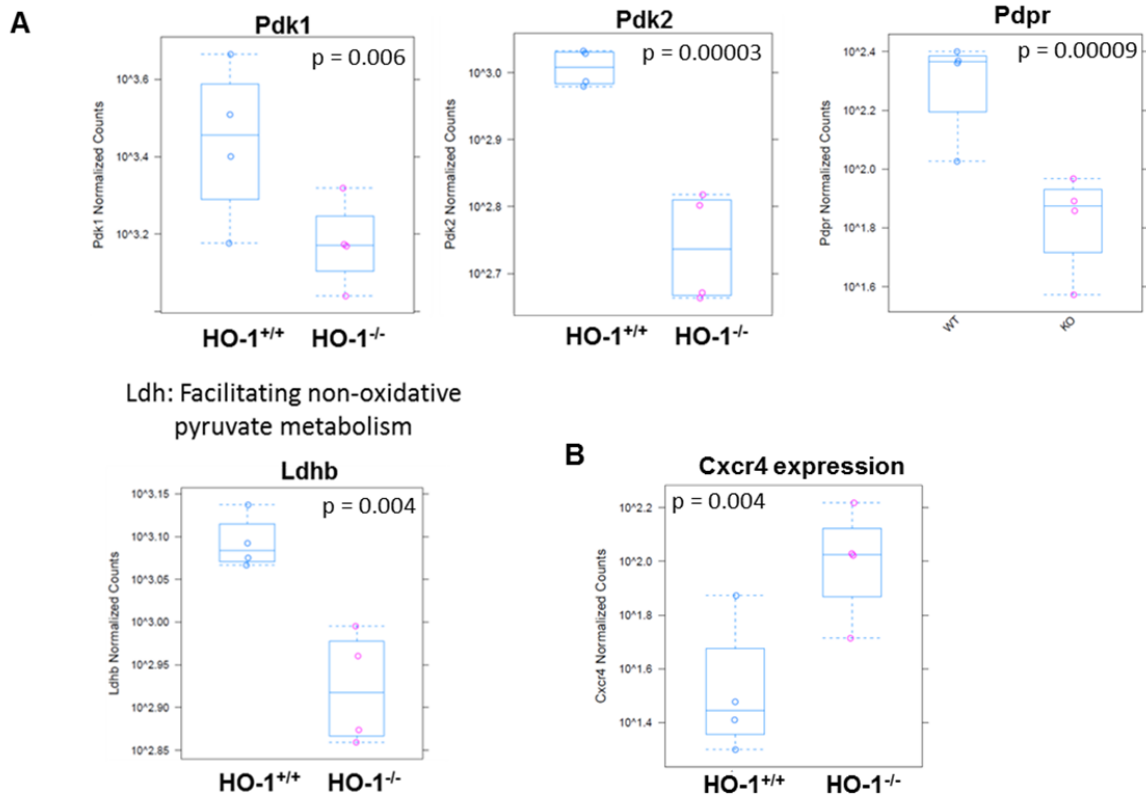 A
Pdk1
p = 0.006
Pdk1 Normalized Counts
10^3.6
10^3.4
10^3.2
HO-1+/+
HO-1-/-
Pdk2
p = 0.00003
Pdk2 Normalized Counts
10^3.0
10^2.9
10^2.8
10^2.7
HO-1+/+
HO-1-/-
Pdpr
p = 0.00009
Pdpr Normalized Counts
10^2.4
10^2.2
10^2.0
10^1.8
10^1.6
WT
KO
Ldh: Facilitating non-oxidative
pyruvate metabolism
Ldhb
p = 0.004
Ldhb Normalized Counts
10^3.15
10^3.10
10^3.05
10^3.00
10^2.95
10^2.90
10^2.85
HO-1+/+
HO-1-/-
B
Cxcr4 expression
p = 0.004
Cxcr4 Normalized Counts
10^2.2
10^2.0
10^1.8
10^1.6
10^1.4
HO-1+/+
HO-1-/-